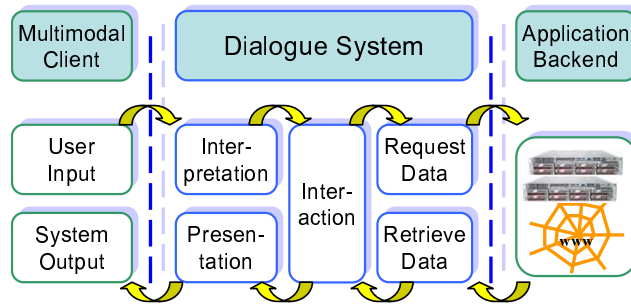 Multimodal
Client
Dialogue System
Application
Backend
User
Input
Inter-
pretation
Inter-
action
Request
Data
System
Output
Presen-
tation
Retrieve
Data
www